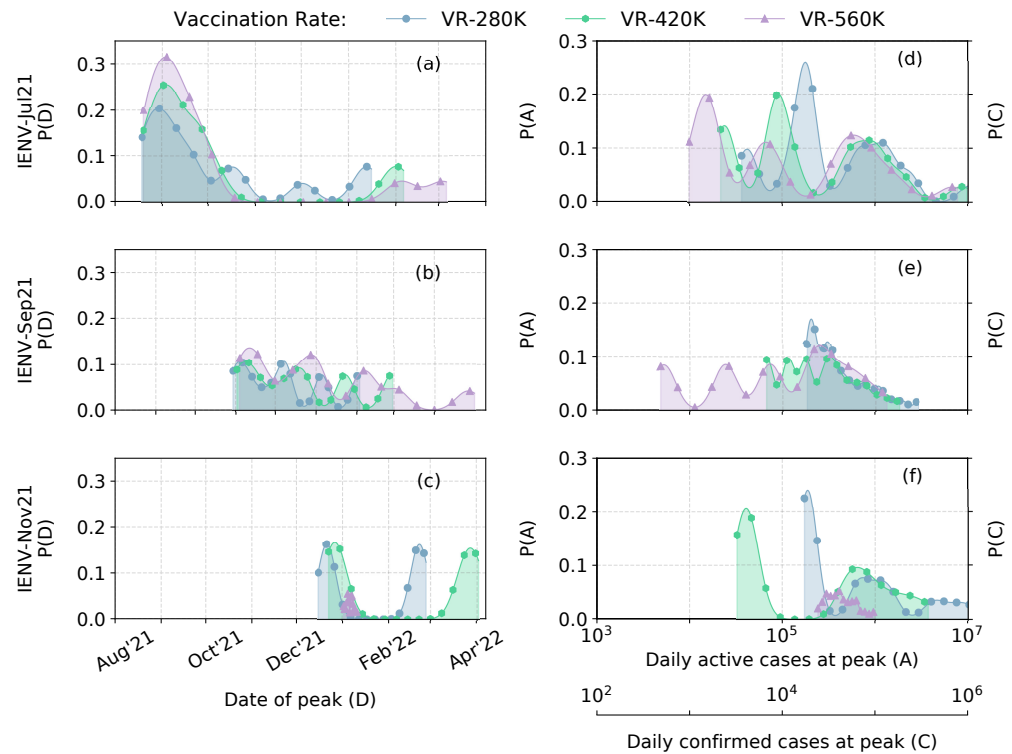 Vaccination Rate: VR-280K VR-420K VR-560K
IENV-Jul21
P(D)
0.3
0.2
0.1
0.0
(a)
P(A)
0.3
0.2
0.1
0.0
(d)
P(C)
IENV-Sep21
P(D)
0.3
0.2
0.1
0.0
(b)
P(A)
0.3
0.2
0.1
0.0
(e)
P(C)
IENV-Nov21
P(D)
0.3
0.2
0.1
0.0
(c)
P(A)
0.3
0.2
0.1
0.0
(f)
P(C)
Aug'21 Oct'21 Dec'21 Feb'22 Apr'22
Date of peak (D)
10³ 10⁵ 10⁷
Daily active cases at peak (A)
10² 10⁴ 10⁶
Daily confirmed cases at peak (C)